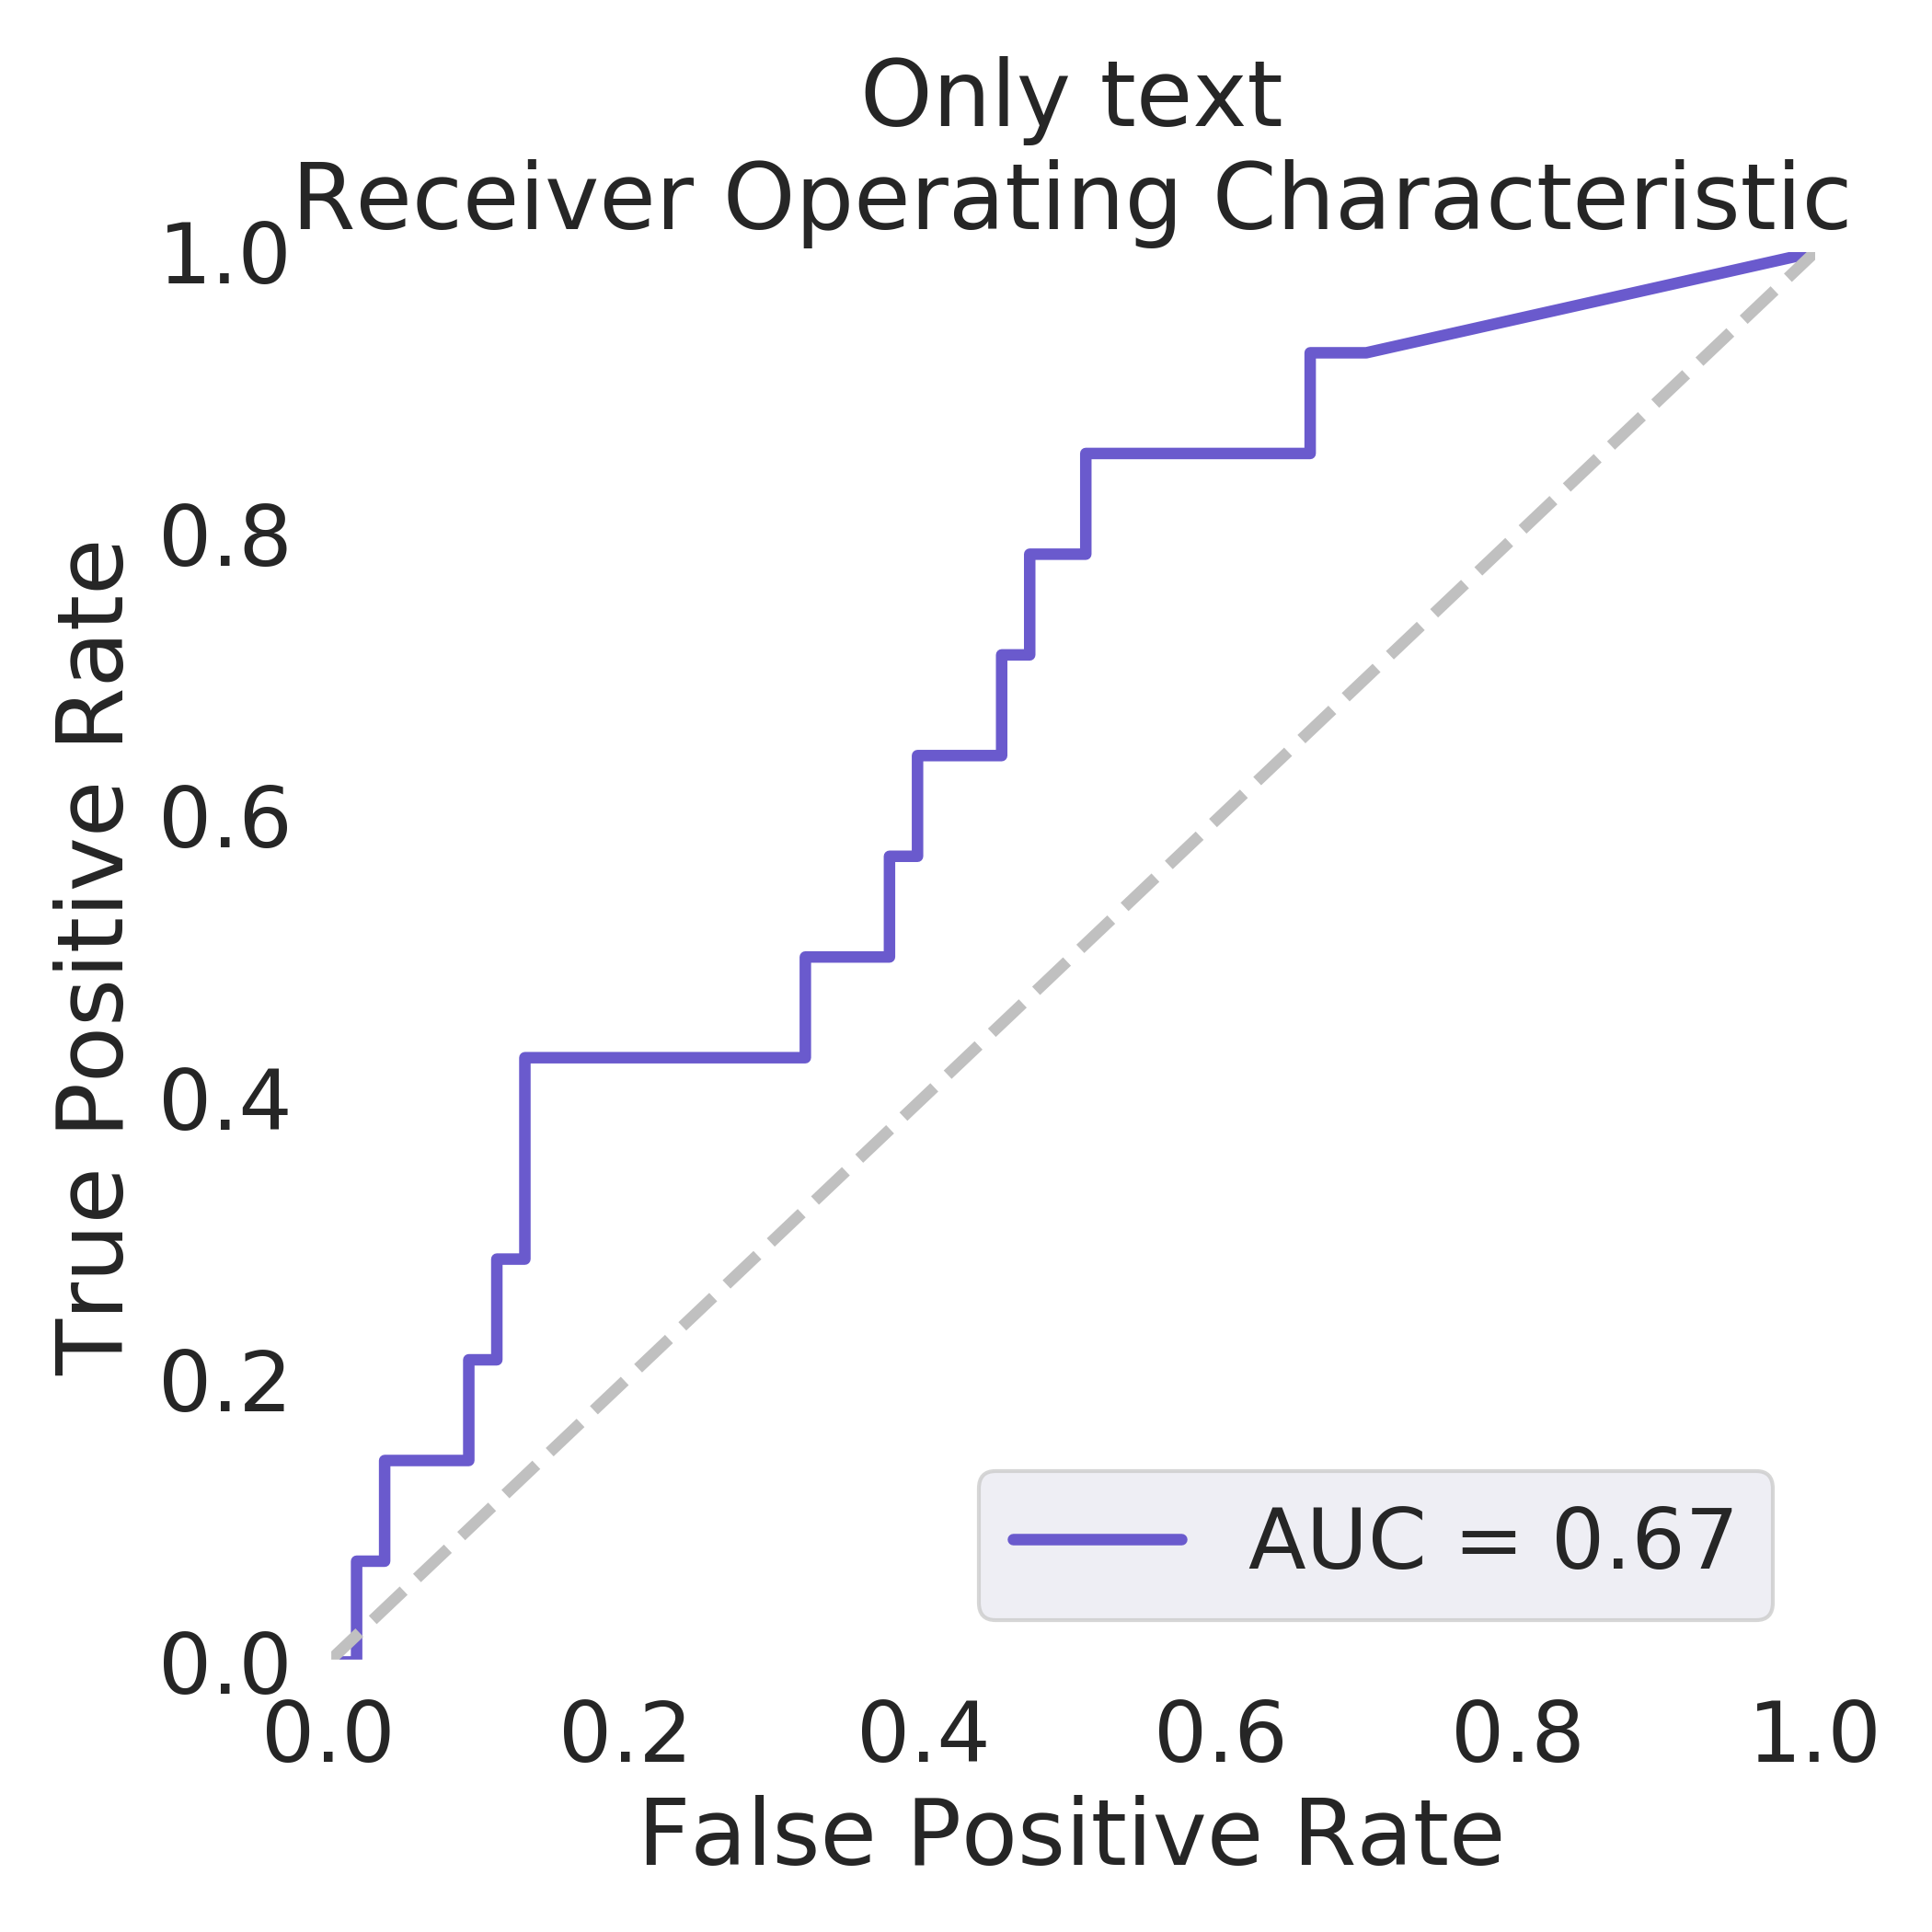 Only text
Receiver Operating Characteristic
1.0
0.8
0.6
0.4
0.2
0.0
True Positive Rate
AUC = 0.67
0.0 0.2 0.4 0.6 0.8 1.0
False Positive Rate